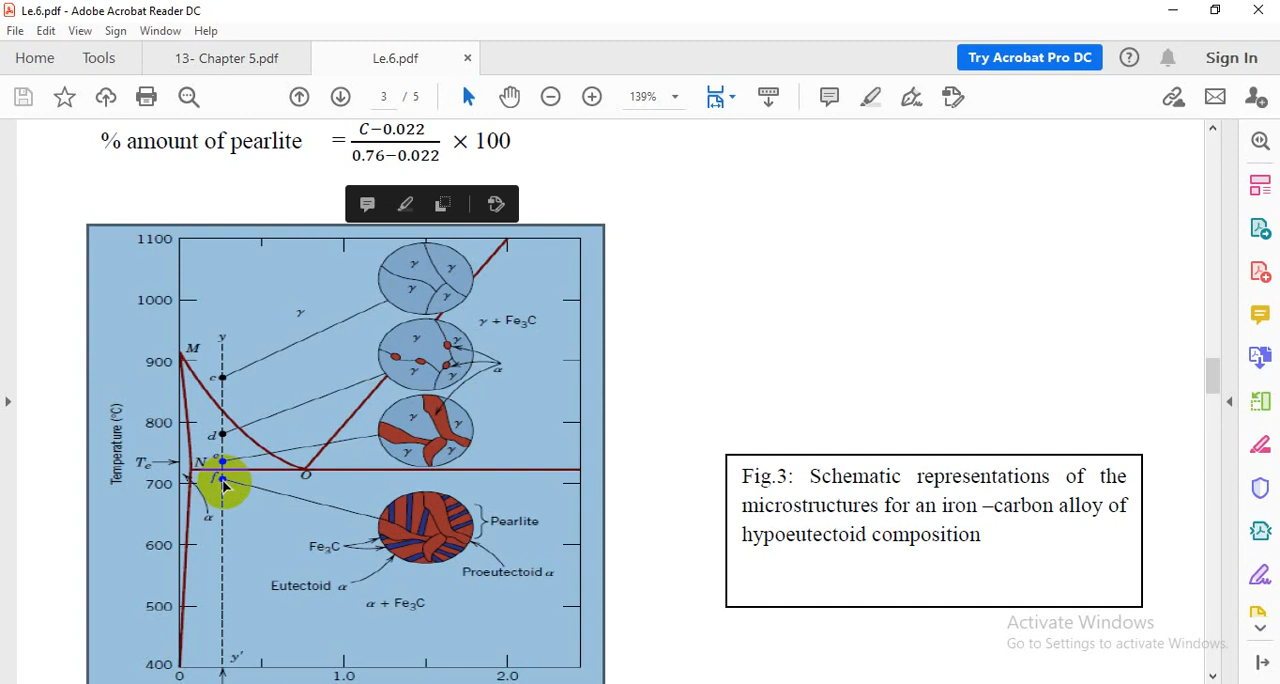 Le.6.pdf - Adobe Acrobat Reader DC
File Edit View Sign Window Help
Home Tools 13- Chapter 5.pdf Le.6.pdf × Try Acrobat Pro DC Sign In
3 / 5 139%
% amount of pearlite = C−0.022 / 0.76−0.022 × 100
1100
1000
900
800
700
600
500
400
Temperature (°C)
Te
M
N
O
y
c
d
e
f
y'
γ
α
γ + Fe3C
γ γ
γ γ
γ γ
γ γ
α
γ γ
γ γ
Pearlite
Fe3C
Proeutectoid α
Eutectoid α
α + Fe3C
0 1.0 2.0
Fig.3: Schematic representations of the
microstructures for an iron –carbon alloy of
hypoeutectoid composition
Activate Windows
Go to Settings to activate Windows.